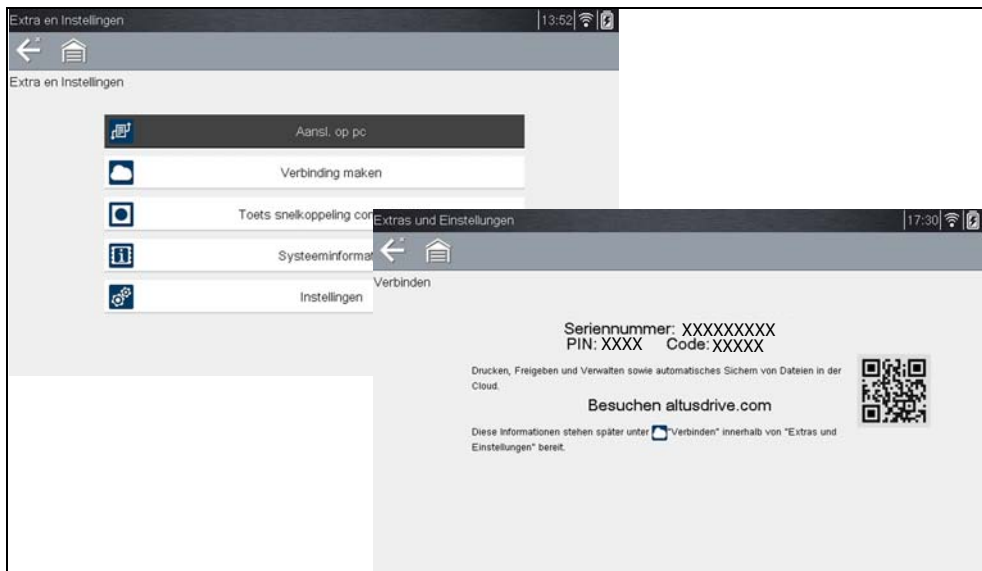 Extra en Instellingen
13:52
Extra en Instellingen
Aansl. op pc
Verbinding maken
Toets snelkoppeling
Systeeminformat
Instellingen
Extras und Einstellungen
17:30
Verbinden
Seriennummer: XXXXXXXXX
PIN: XXXX Code: XXXXX
Drucken, Freigeben und Verwalten sowie automatisches Sichern von Dateien in der
Cloud.
Besuchen altusdrive.com
Diese Informationen stehen später unter "Verbinden" innerhalb von "Extras und
Einstellungen" bereit.